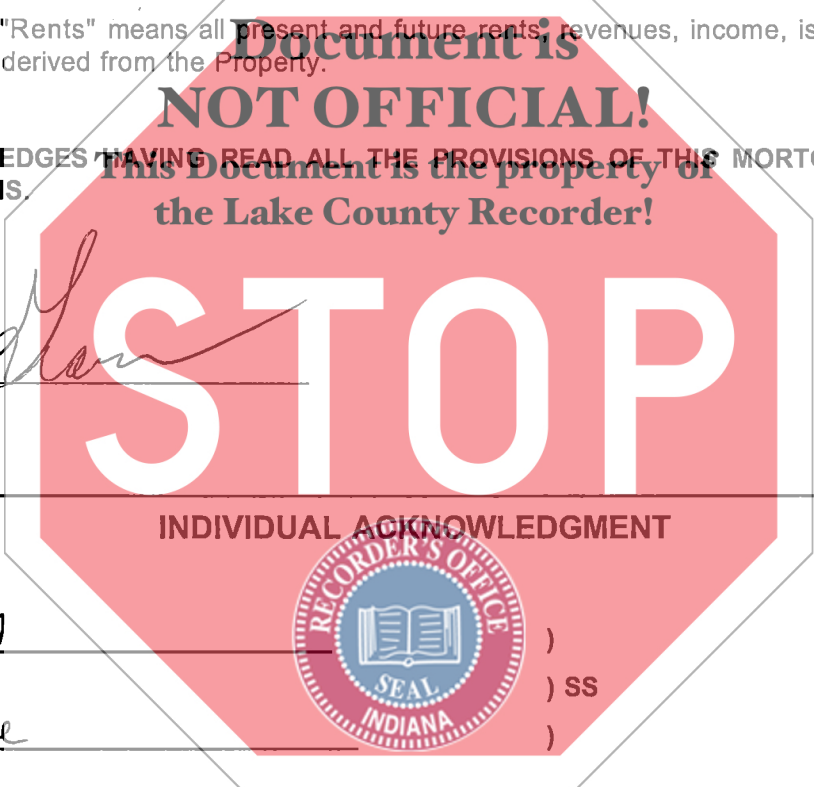 "Rents" means all present and future rents, revenues, income, is
derived from the Property.
Document is
NOT OFFICIAL!
EDGES HAVING READ ALL THE PROVISIONS OF THIS MORT
IS.
This Document is the property of
the Lake County Recorder!
STOP
INDIVIDUAL ACKNOWLEDGMENT
RECORDER'S OFFICE
SEAL
INDIANA
)
) SS
)